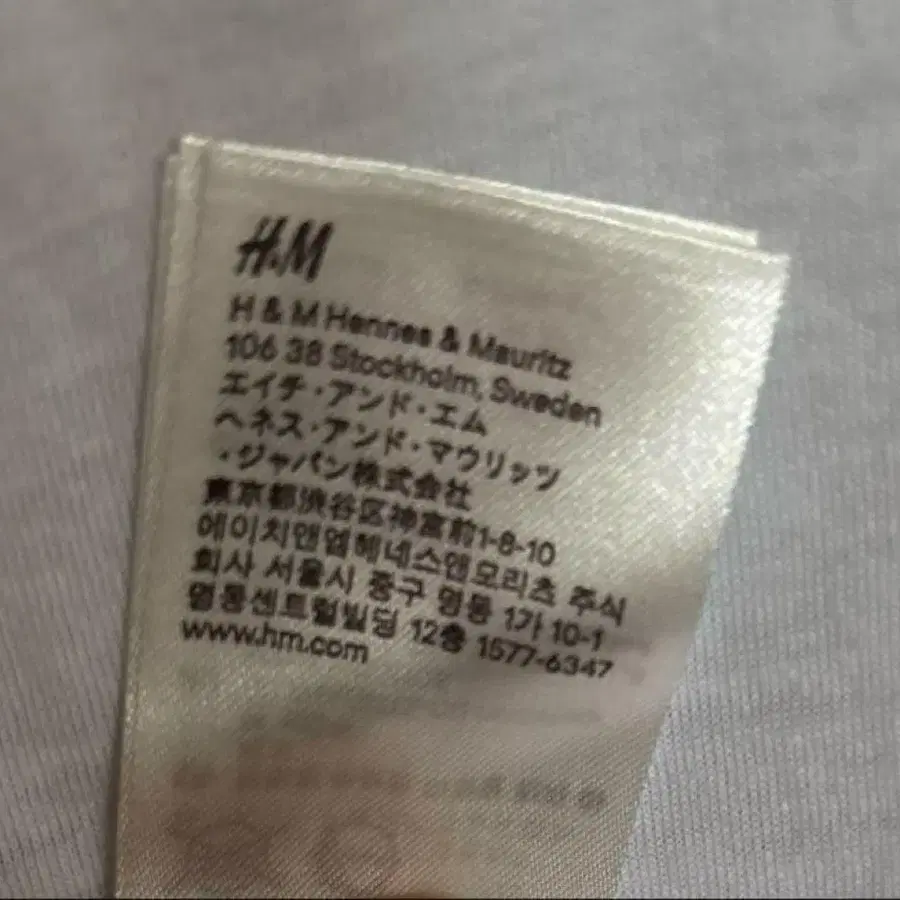 H&M
H & M Hennes & Mauritz
106 38 Stockholm, Sweden
エイチ・アンド・エム
ヘネス・アンド・マウリッツ
・ジャパン株式会社
東京都渋谷区神宮前1-8-10
에이치앤엠헤네스앤모리츠 주식
회사 서울시 중구 명동 1가 10-1
명동센트럴빌딩 12층 1577-6347
www.hm.com